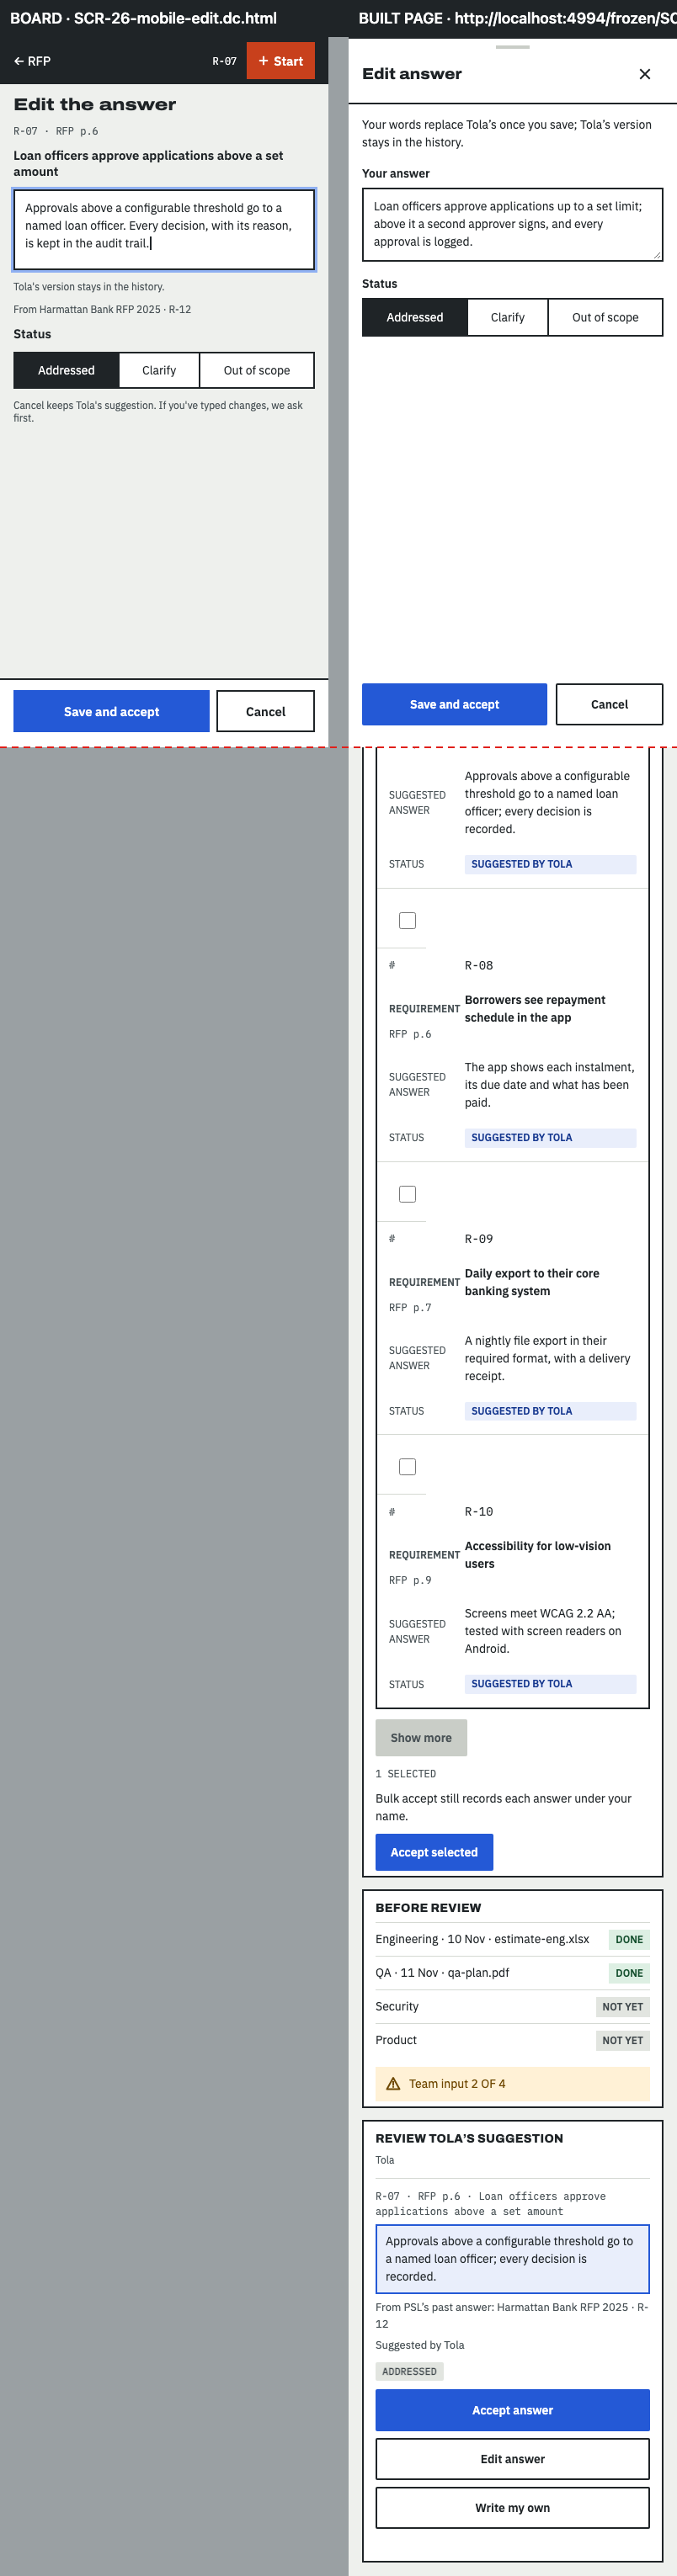 BOARD · SCR-26-mobile-edit.dc.html
← RFP
R-07
+ Start
Edit the answer
R-07 · RFP p.6
Loan officers approve applications above a set
amount
Approvals above a configurable threshold go to a
named loan officer. Every decision, with its reason,
is kept in the audit trail.
Tola's version stays in the history.
From Harmattan Bank RFP 2025 · R-12
Status
Addressed
Clarify
Out of scope
Cancel keeps Tola's suggestion. If you've typed changes, we ask
first.
Save and accept
Cancel
BUILT PAGE · http://localhost:4994/frozen/SC
Edit answer
Your words replace Tola’s once you save; Tola’s version
stays in the history.
Your answer
Loan officers approve applications up to a set limit;
above it a second approver signs, and every
approval is logged.
Status
Addressed
Clarify
Out of scope
Save and accept
Cancel
SUGGESTED
ANSWER
Approvals above a configurable
threshold go to a named loan
officer; every decision is
recorded.
STATUS
SUGGESTED BY TOLA
#
R-08
REQUIREMENT
Borrowers see repayment
schedule in the app
RFP p.6
SUGGESTED
ANSWER
The app shows each instalment,
its due date and what has been
paid.
STATUS
SUGGESTED BY TOLA
#
R-09
REQUIREMENT
Daily export to their core
banking system
RFP p.7
SUGGESTED
ANSWER
A nightly file export in their
required format, with a delivery
receipt.
STATUS
SUGGESTED BY TOLA
#
R-10
REQUIREMENT
Accessibility for low-vision
users
RFP p.9
SUGGESTED
ANSWER
Screens meet WCAG 2.2 AA;
tested with screen readers on
Android.
STATUS
SUGGESTED BY TOLA
Show more
1 SELECTED
Bulk accept still records each answer under your
name.
Accept selected
BEFORE REVIEW
Engineering · 10 Nov · estimate-eng.xlsx
DONE
QA · 11 Nov · qa-plan.pdf
DONE
Security
NOT YET
Product
NOT YET
Team input 2 OF 4
REVIEW TOLA’S SUGGESTION
Tola
R-07 · RFP p.6 · Loan officers approve
applications above a set amount
Approvals above a configurable threshold go to
a named loan officer; every decision is
recorded.
From PSL’s past answer: Harmattan Bank RFP 2025 · R-
12
Suggested by Tola
ADDRESSED
Accept answer
Edit answer
Write my own